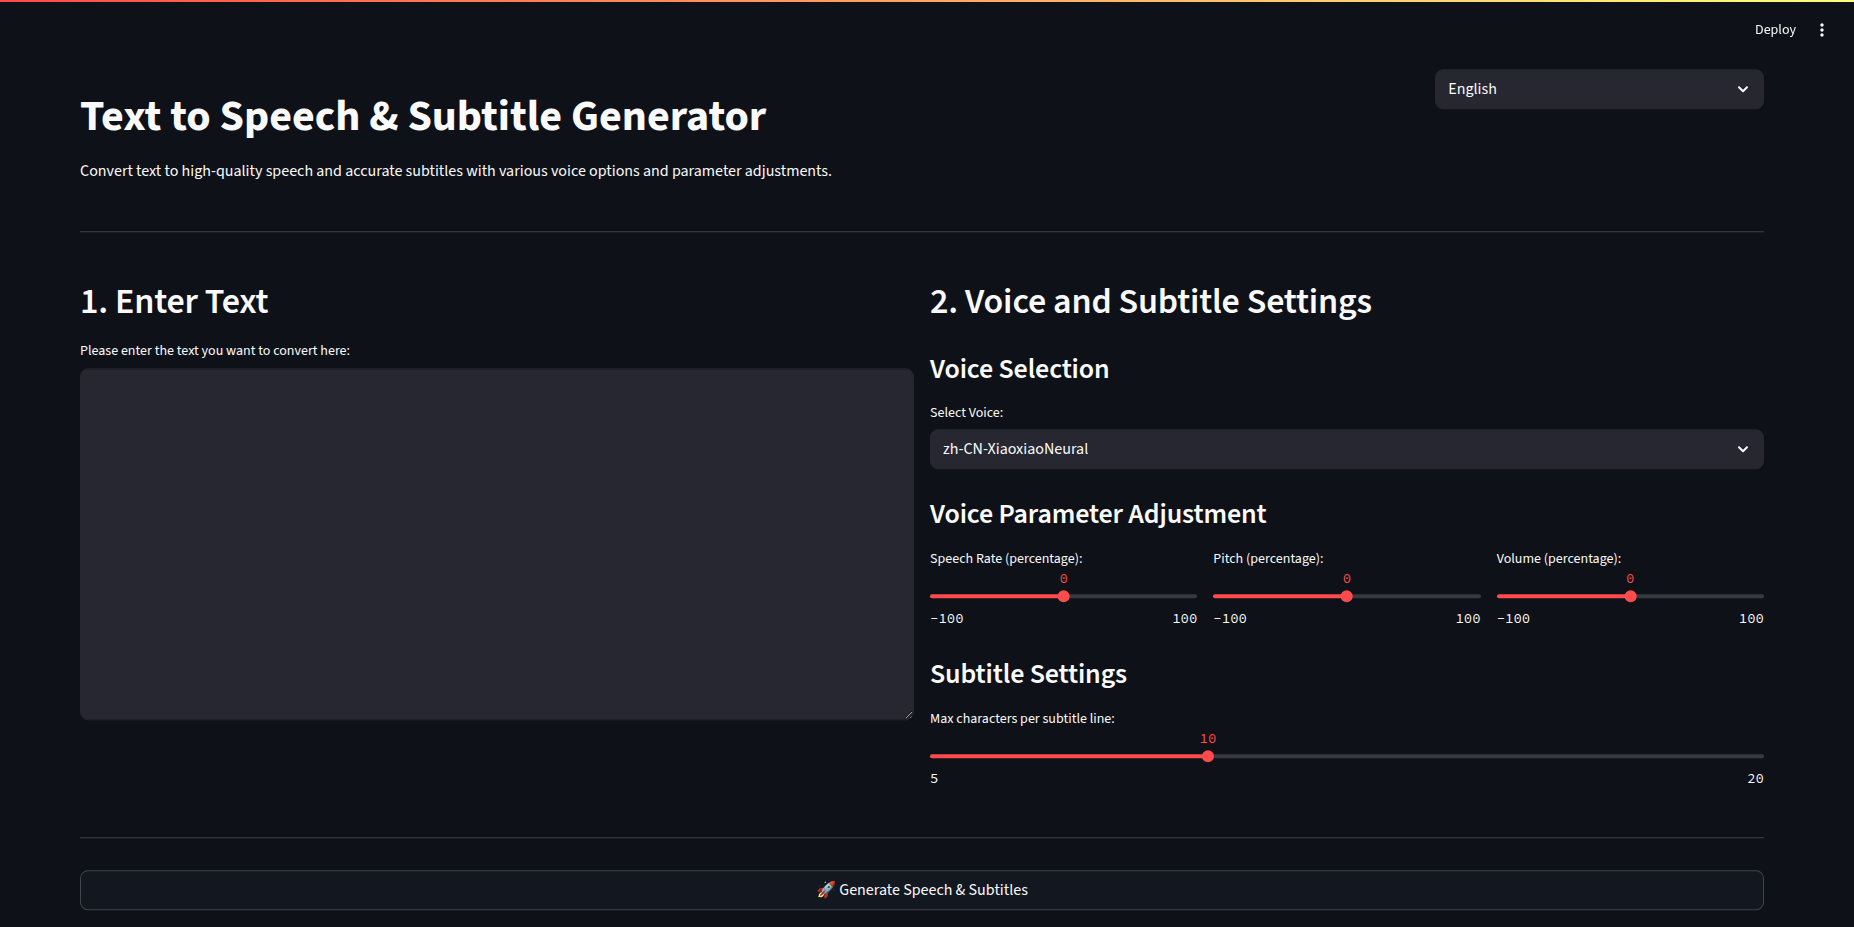 Deploy
English
Text to Speech & Subtitle Generator
Convert text to high-quality speech and accurate subtitles with various voice options and parameter adjustments.
1. Enter Text
Please enter the text you want to convert here:
2. Voice and Subtitle Settings
Voice Selection
Select Voice:
zh-CN-XiaoxiaoNeural
Voice Parameter Adjustment
Speech Rate (percentage): Pitch (percentage): Volume (percentage):
0 0 0
-100 100 -100 100 -100 100
Subtitle Settings
Max characters per subtitle line:
10
5 20
🚀 Generate Speech & Subtitles